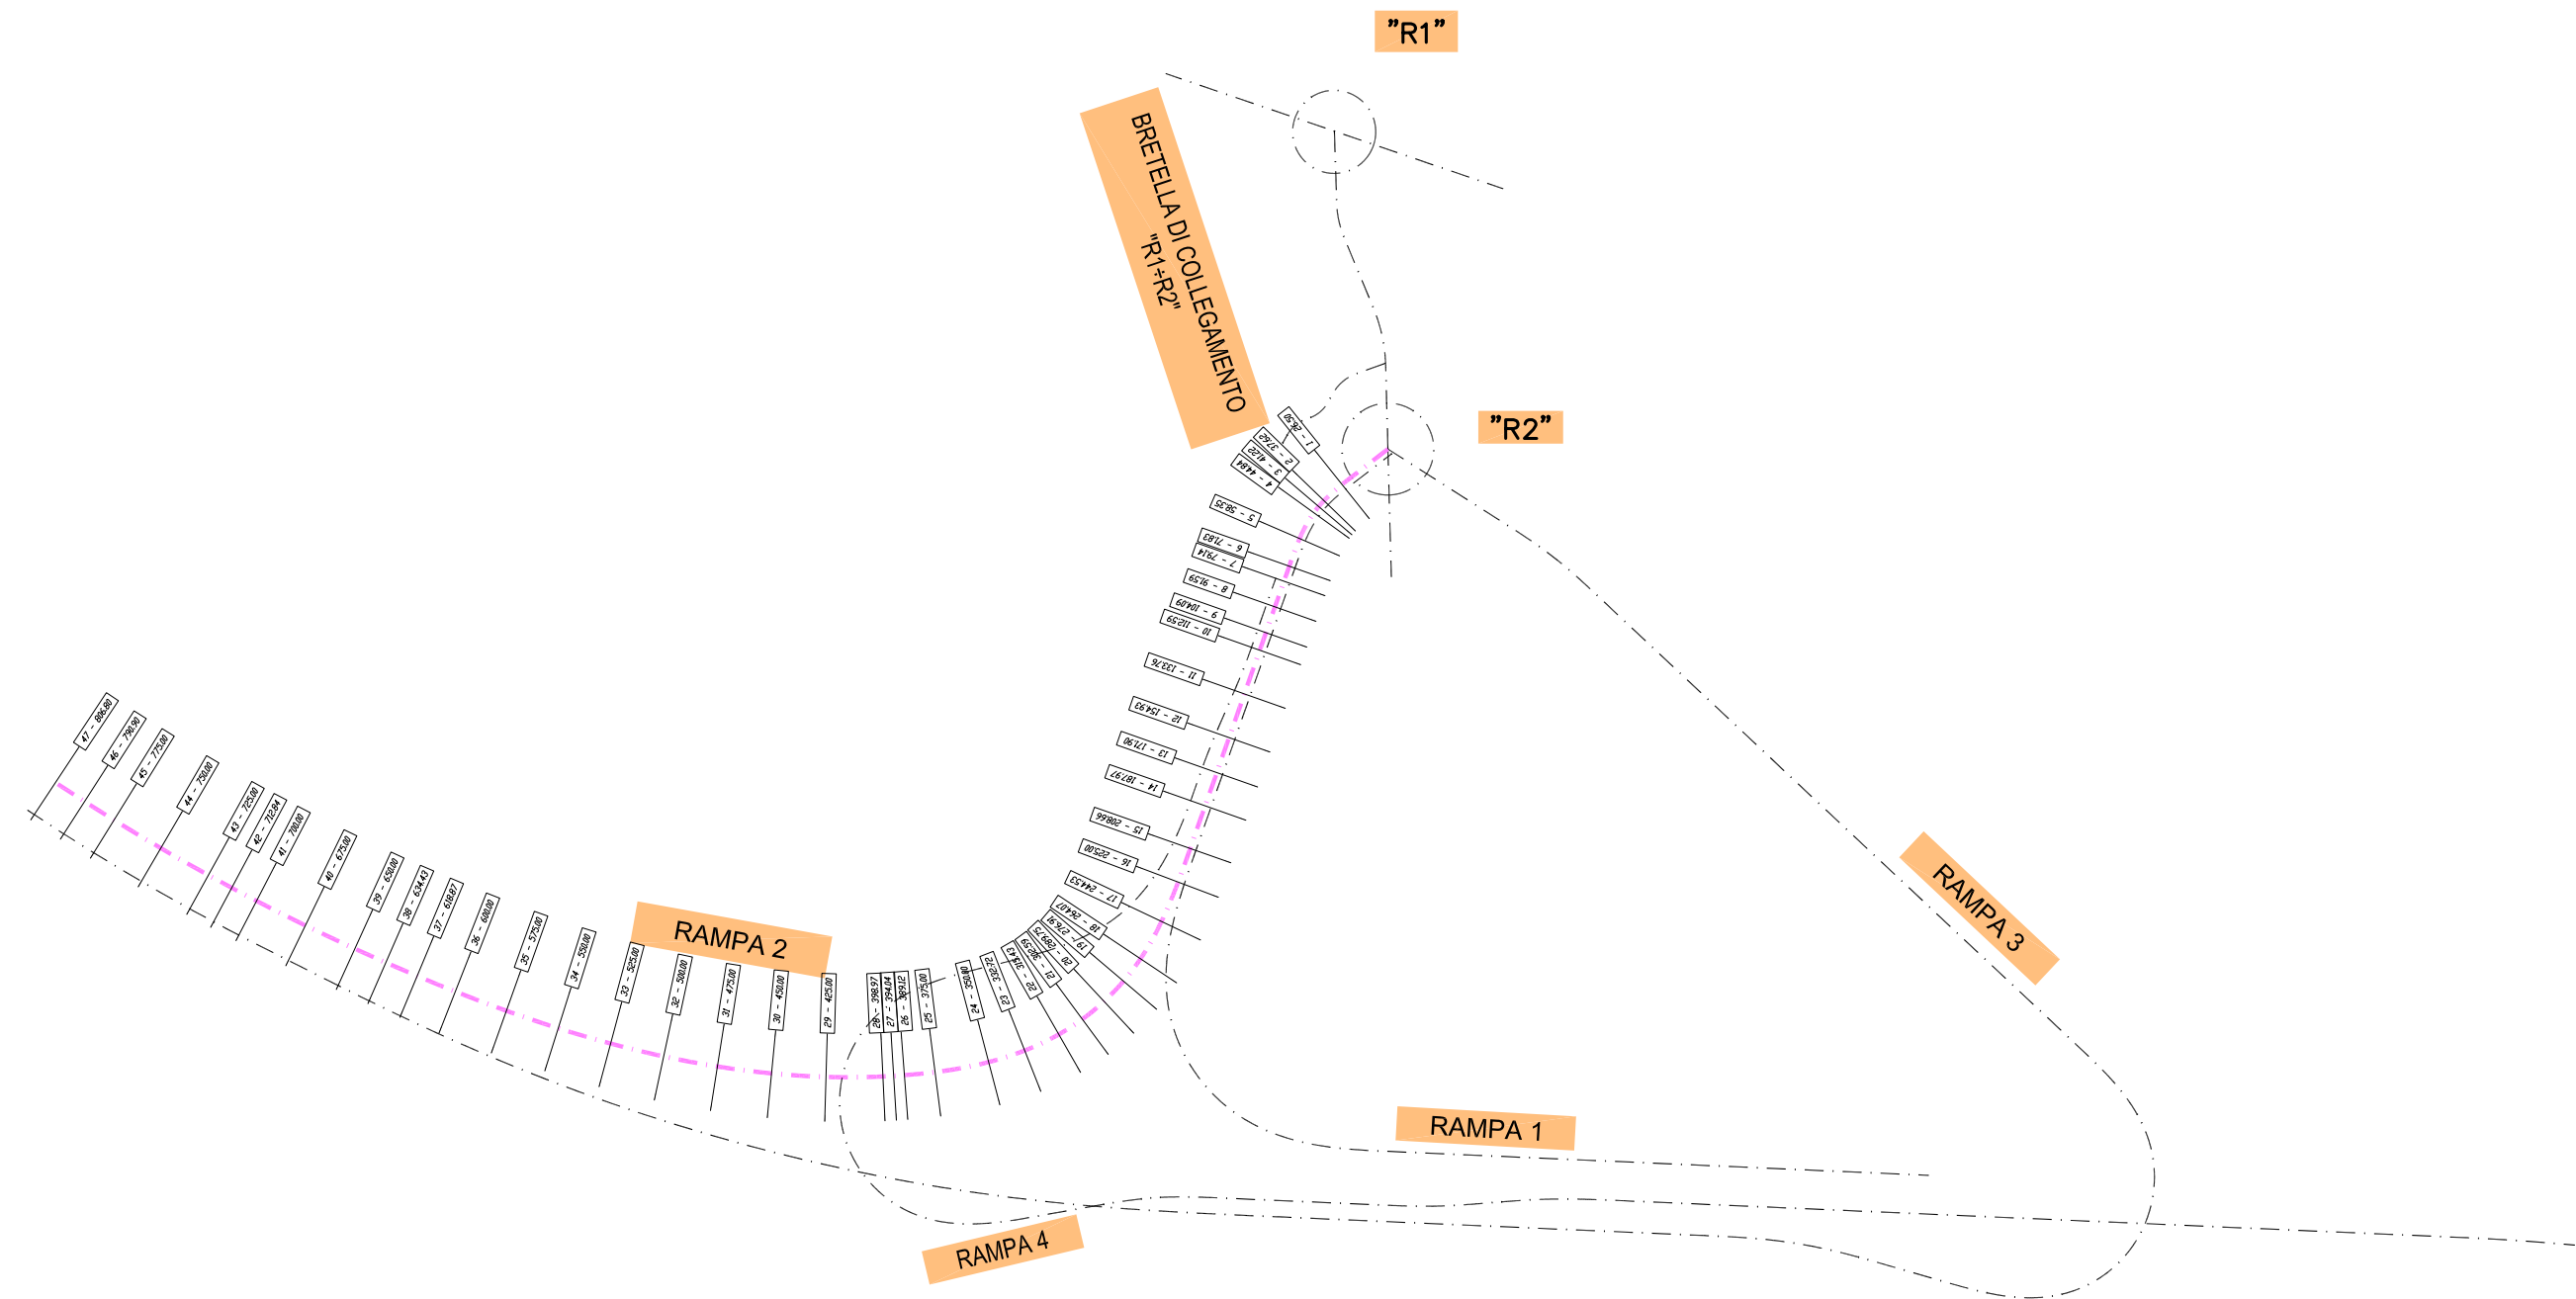 "R1"
BRETELLA DI COLLEGAMENTO
"R1÷R2"
"R2"
1 - 26.50
2 - 37.62
3 - 41.22
4 - 44.84
5 - 58.35
6 - 71.83
7 - 79.14
8 - 91.59
9 - 104.09
10 - 112.59
11 - 133.76
12 - 154.93
13 - 171.90
14 - 187.97
15 - 208.66
16 - 225.00
17 - 244.53
18 - 264.07
19 - 276.91
20 - 289.75
21 - 302.59
22 - 315.43
23 - 332.72
24 - 350.00
25 - 375.00
26 - 389.12
27 - 394.04
28 - 398.97
29 - 425.00
30 - 450.00
31 - 475.00
32 - 500.00
33 - 525.00
34 - 550.00
35 - 575.00
36 - 600.00
37 - 618.87
38 - 634.43
39 - 650.00
40 - 675.00
41 - 700.00
42 - 712.84
43 - 725.00
44 - 750.00
45 - 775.00
46 - 790.90
47 - 806.80
RAMPA 2
RAMPA 3
RAMPA 1
RAMPA 4